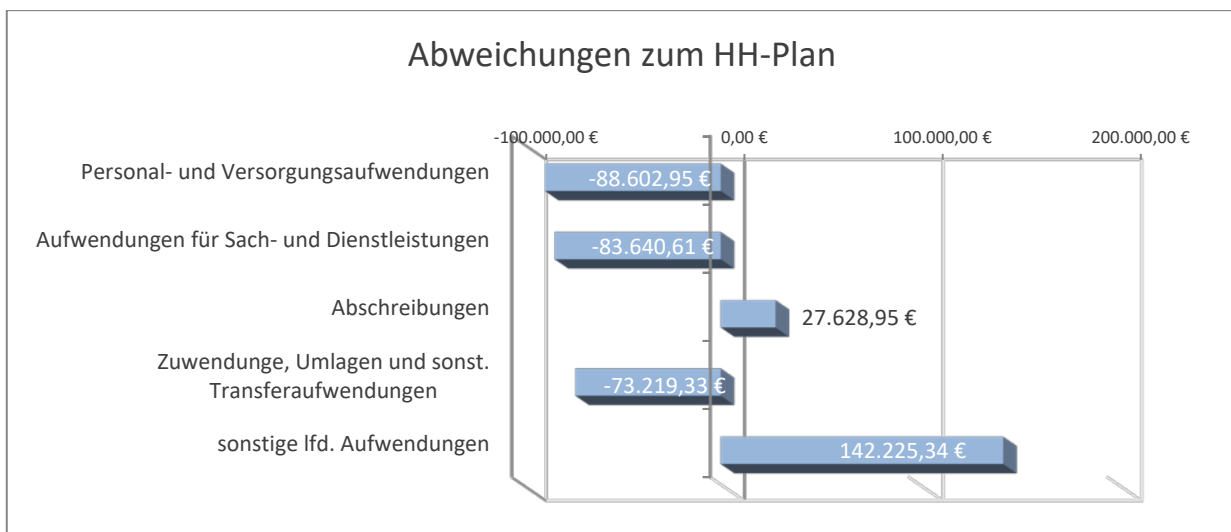 Abweichungen zum HH-Plan
-100.000,00 € 0,00 € 100.000,00 € 200.000,00 €
Personal- und Versorgungsaufwendungen -88.602,95 €
Aufwendungen für Sach- und Dienstleistungen -83.640,61 €
Abschreibungen 27.628,95 €
Zuwendunge, Umlagen und sonst.
Transferaufwendungen -73.219,33 €
sonstige lfd. Aufwendungen 142.225,34 €